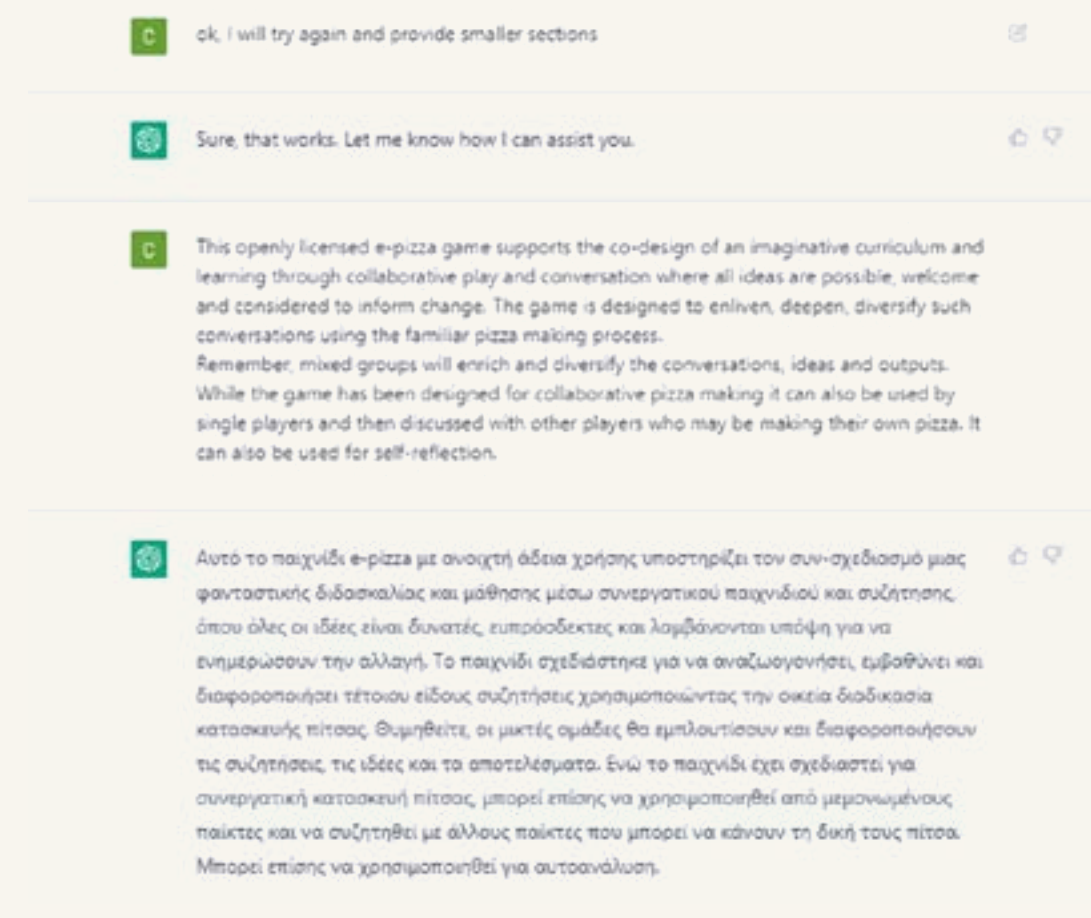 C
ok, I will try again and provide smaller sections
Sure, that works. Let me know how I can assist you.
C
This openly licensed e-pizza game supports the co-design of an imaginative curriculum and
learning through collaborative play and conversation where all ideas are possible, welcome
and considered to inform change. The game is designed to enliven, deepen, diversify such
conversations using the familiar pizza making process.
Remember, mixed groups will enrich and diversify the conversations, ideas and outputs.
While the game has been designed for collaborative pizza making it can also be used by
single players and then discussed with other players who may be making their own pizza. It
can also be used for self-reflection.
Αυτό το παιχνίδι e-pizza με ανοιχτή άδεια χρήσης υποστηρίζει τον συν-σχεδιασμό μιας
φανταστικής διδασκαλίας και μάθησης μέσω συνεργατικού παιχνιδιού και συζήτησης,
όπου όλες οι ιδέες είναι δυνατές, ευπρόσδεκτες και λαμβάνονται υπόψη για να
ενημερώσουν την αλλαγή. Το παιχνίδι σχεδιάστηκε για να αναζωογονήσει, εμβαθύνει και
διαφοροποιήσει τέτοιου είδους συζητήσεις χρησιμοποιώντας την οικεία διαδικασία
κατασκευής πίτσας. Θυμηθείτε, οι μικτές ομάδες θα εμπλουτίσουν και διαφοροποιήσουν
τις συζητήσεις, τις ιδέες και τα αποτελέσματα. Ενώ το παιχνίδι έχει σχεδιαστεί για
συνεργατική κατασκευή πίτσας, μπορεί επίσης να χρησιμοποιηθεί από μεμονωμένους
παίκτες και να συζητηθεί με άλλους παίκτες που μπορεί να κάνουν τη δική τους πίτσα.
Μπορεί επίσης να χρησιμοποιηθεί για αυτοανάλυση.